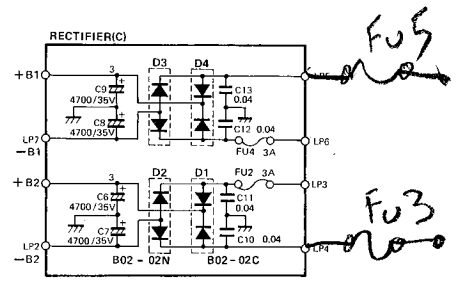 RECTIFIER(C)
FU5
D3 D4
+B1 3
LP5
C9 4700/35V
C13 0.04
C8 4700/35V
C12 0.04
LP7
FU4 3A
LP6
-B1
D2 D1
FU2 3A
+B2 3
LP3
C6 4700/35V
C11 0.04
FU3
C7 4700/35V
C10 0.04
LP2
LP4
-B2
B02-02N B02-02C